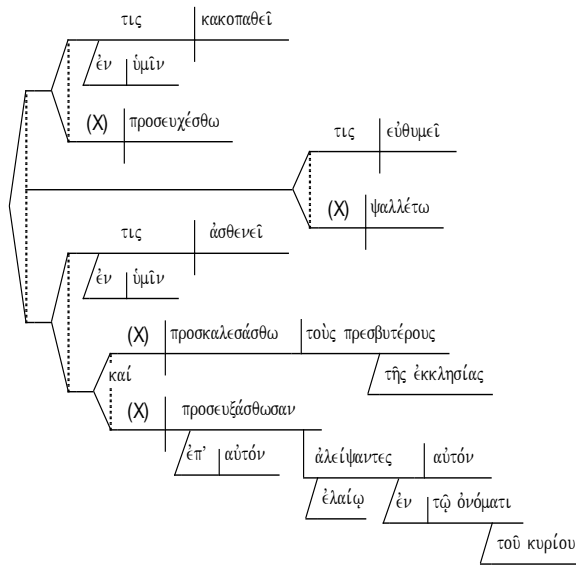 τις κακοπαθεῖ
ἐν ὑμῖν
(X) προσευχέσθω
τις εὐθυμεῖ
(X) ψαλλέτω
τις ἀσθενεῖ
ἐν ὑμῖν
(X) προσκαλεσάσθω τοὺς πρεσβυτέρους
καί
τῆς ἐκκλησίας
(X) προσευξάσθωσαν
ἐπ' αὐτόν
ἀλείψαντες αὐτόν
ἐλαίῳ
ἐν τῷ ὀνόματι
τοῦ κυρίου